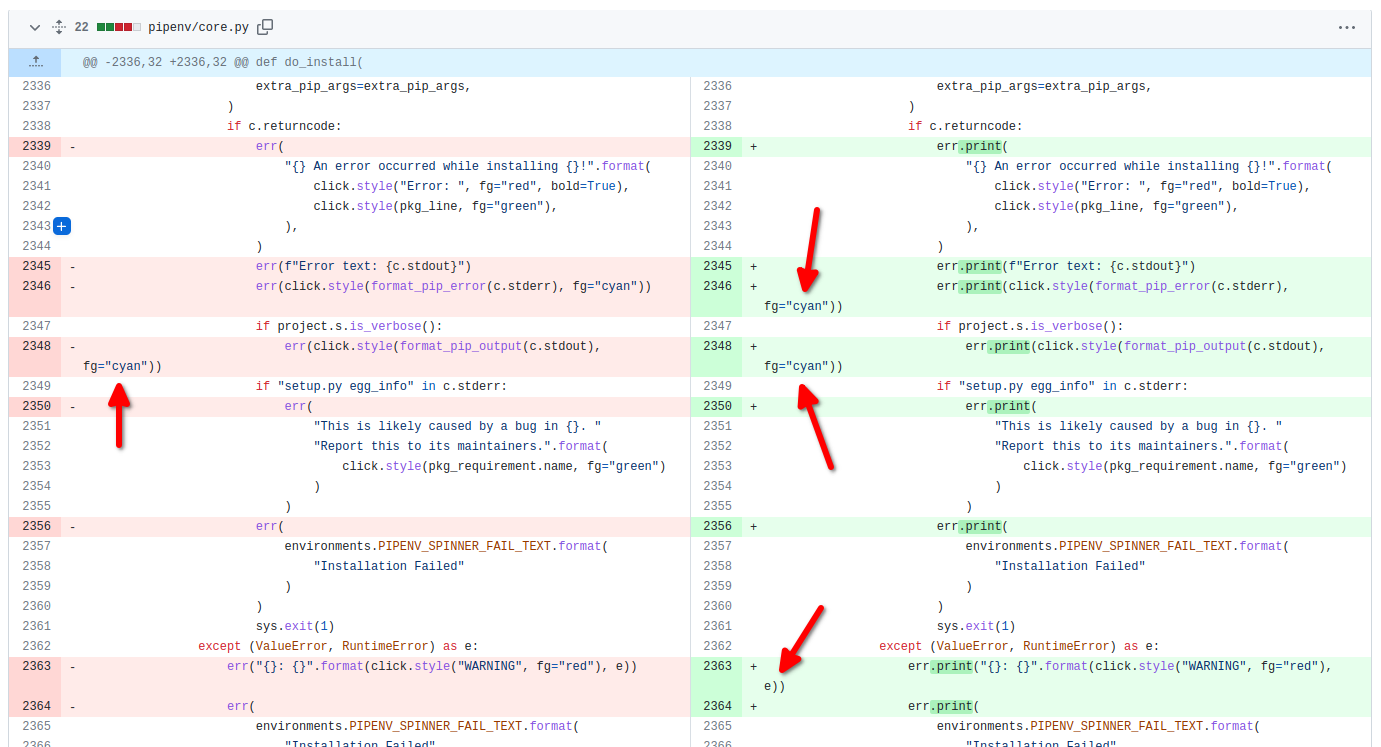 22 pipenv/core.py
@@ -2336,32 +2336,32 @@ def do_install(
2336 extra_pip_args=extra_pip_args,
2337 )
2338 if c.returncode:
2339 - err(
2340 "{} An error occurred while installing {}!".format(
2341 click.style("Error: ", fg="red", bold=True),
2342 click.style(pkg_line, fg="green"),
2343 + ),
2344 )
2345 - err(f"Error text: {c.stdout}")
2346 - err(click.style(format_pip_error(c.stderr), fg="cyan"))
2347 if project.s.is_verbose():
2348 - err(click.style(format_pip_output(c.stdout),
fg="cyan"))
2349 if "setup.py egg_info" in c.stderr:
2350 - err(
2351 "This is likely caused by a bug in {}. "
2352 "Report this to its maintainers.".format(
2353 click.style(pkg_requirement.name, fg="green")
2354 )
2355 )
2356 - err(
2357 environments.PIPENV_SPINNER_FAIL_TEXT.format(
2358 "Installation Failed"
2359 )
2360 )
2361 sys.exit(1)
2362 except (ValueError, RuntimeError) as e:
2363 - err("{}: {}".format(click.style("WARNING", fg="red"), e))
2364 - err(
2365 environments.PIPENV_SPINNER_FAIL_TEXT.format(
2366 "Installation Failed"
2336 extra_pip_args=extra_pip_args,
2337 )
2338 if c.returncode:
2339 + err.print(
2340 "{} An error occurred while installing {}!".format(
2341 click.style("Error: ", fg="red", bold=True),
2342 click.style(pkg_line, fg="green"),
2343 ),
2344 )
2345 + err.print(f"Error text: {c.stdout}")
2346 + err.print(click.style(format_pip_error(c.stderr),
fg="cyan"))
2347 if project.s.is_verbose():
2348 + err.print(click.style(format_pip_output(c.stdout),
fg="cyan"))
2349 if "setup.py egg_info" in c.stderr:
2350 + err.print(
2351 "This is likely caused by a bug in {}. "
2352 "Report this to its maintainers.".format(
2353 click.style(pkg_requirement.name, fg="green")
2354 )
2355 )
2356 + err.print(
2357 environments.PIPENV_SPINNER_FAIL_TEXT.format(
2358 "Installation Failed"
2359 )
2360 )
2361 sys.exit(1)
2362 except (ValueError, RuntimeError) as e:
2363 + err.print("{}: {}".format(click.style("WARNING", fg="red"),
e))
2364 + err.print(
2365 environments.PIPENV_SPINNER_FAIL_TEXT.format(
2366 "Installation Failed"